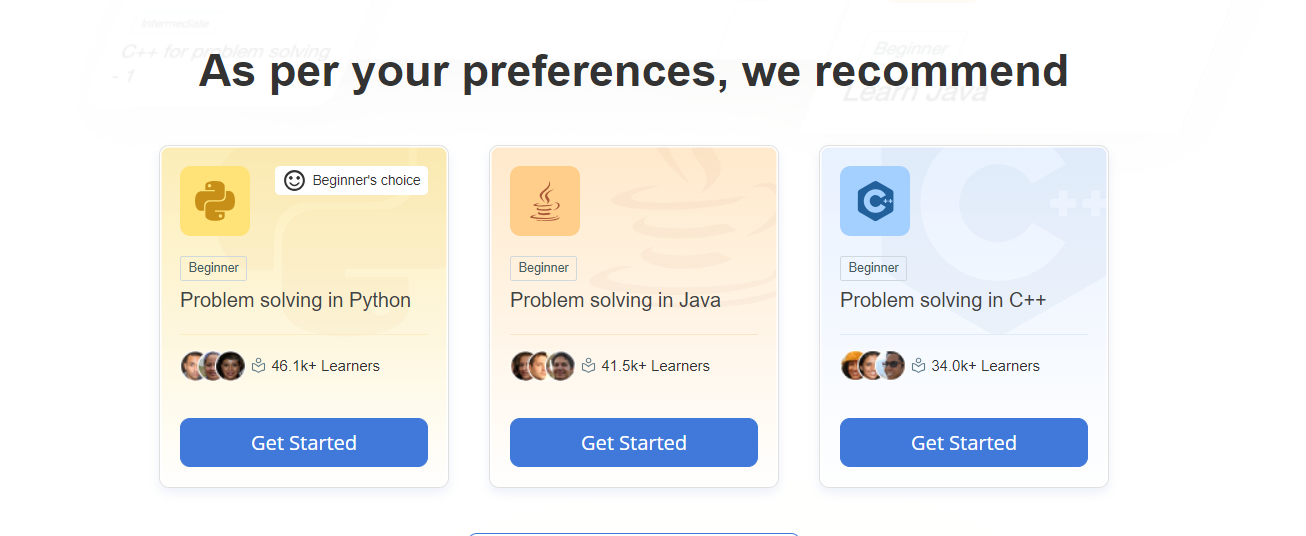 Intermediate
C++ for problem solving
- 1
Beginner
Learn Java
As per your preferences, we recommend
Beginner's choice
Beginner
Problem solving in Python
46.1k+ Learners
Get Started
C++
Beginner
Problem solving in Java
41.5k+ Learners
Get Started
C++
Beginner
Problem solving in C++
34.0k+ Learners
Get Started